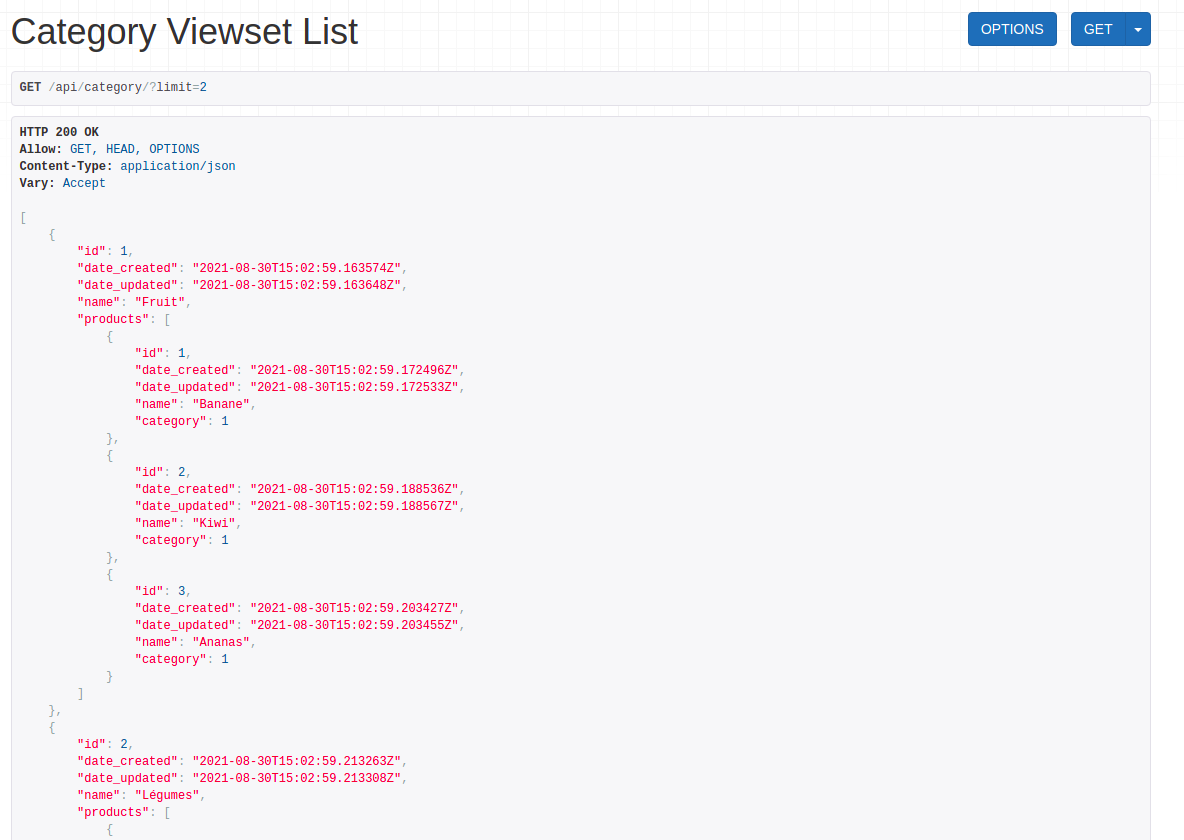 Category Viewset List
OPTIONS
GET
GET /api/category/?limit=2
HTTP 200 OK
Allow: GET, HEAD, OPTIONS
Content-Type: application/json
Vary: Accept
[
    {
        "id": 1,
        "date_created": "2021-08-30T15:02:59.163574Z",
        "date_updated": "2021-08-30T15:02:59.163648Z",
        "name": "Fruit",
        "products": [
            {
                "id": 1,
                "date_created": "2021-08-30T15:02:59.172496Z",
                "date_updated": "2021-08-30T15:02:59.172533Z",
                "name": "Banane",
                "category": 1
            },
            {
                "id": 2,
                "date_created": "2021-08-30T15:02:59.188536Z",
                "date_updated": "2021-08-30T15:02:59.188567Z",
                "name": "Kiwi",
                "category": 1
            },
            {
                "id": 3,
                "date_created": "2021-08-30T15:02:59.203427Z",
                "date_updated": "2021-08-30T15:02:59.203455Z",
                "name": "Ananas",
                "category": 1
            }
        ]
    },
    {
        "id": 2,
        "date_created": "2021-08-30T15:02:59.213263Z",
        "date_updated": "2021-08-30T15:02:59.213308Z",
        "name": "Légumes",
        "products": [
            {